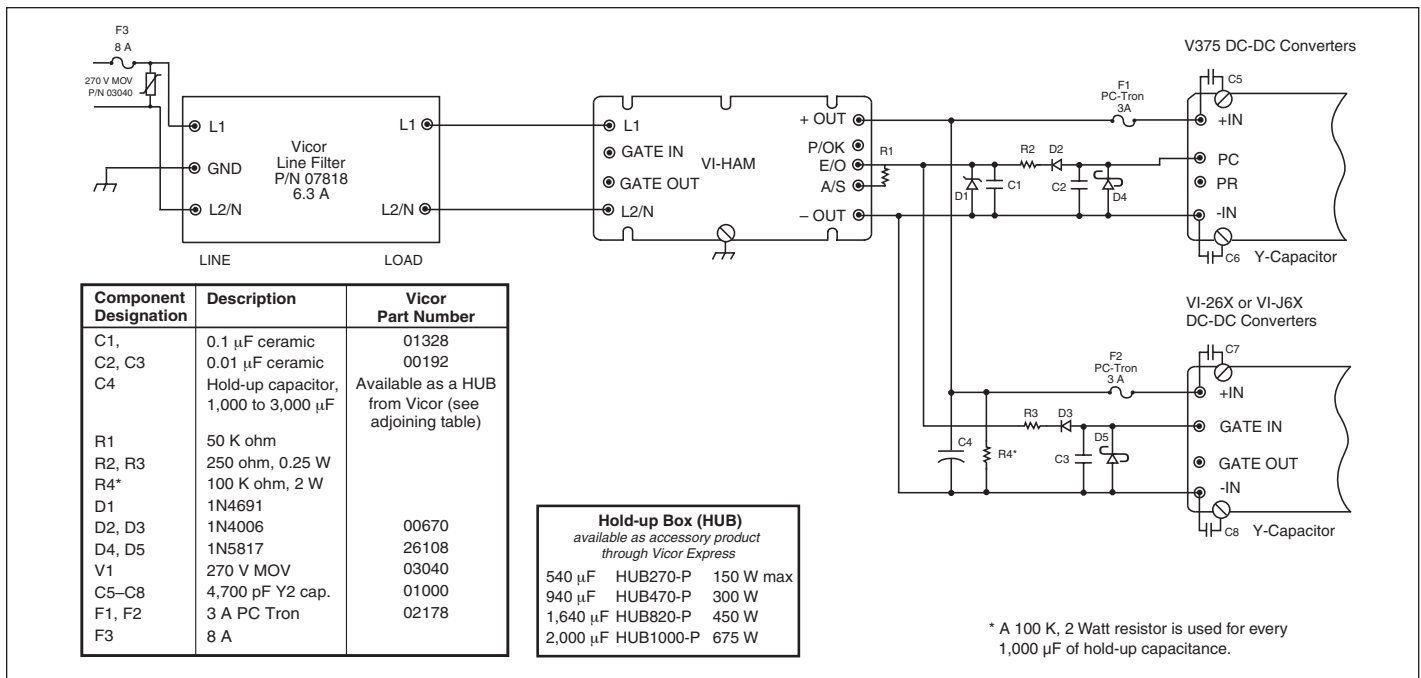 F3
8 A
270 V MOV
P/N 03040
L1
GND
L2/N
Vicor
Line Filter
P/N 07818
6.3 A
L1
L2/N
LINE
LOAD
L1
GATE IN
GATE OUT
L2/N
VI-HAM
+ OUT
P/OK
E/O
A/S
– OUT
R1
D1
C1
R2
D2
C2
D4
F1
PC-Tron
3A
V375 DC-DC Converters
C5
+IN
PC
PR
-IN
C6
Y-Capacitor
VI-26X or VI-J6X
DC-DC Converters
C7
F2
PC-Tron
3 A
+IN
GATE IN
GATE OUT
-IN
C8
Y-Capacitor
C4
R4*
R3
D3
C3
D5
Component Designation Description Vicor Part Number
C1, 0.1 μF ceramic 01328
C2, C3 0.01 μF ceramic 00192
C4 Hold-up capacitor, 1,000 to 3,000 μF Available as a HUB from Vicor (see adjoining table)
R1 50 K ohm
R2, R3 250 ohm, 0.25 W
R4* 100 K ohm, 2 W
D1 1N4691
D2, D3 1N4006 00670
D4, D5 1N5817 26108
V1 270 V MOV 03040
C5–C8 4,700 pF Y2 cap. 01000
F1, F2 3 A PC Tron 02178
F3 8 A
Hold-up Box (HUB)
available as accessory product
through Vicor Express
540 μF HUB270-P 150 W max
940 μF HUB470-P 300 W
1,640 μF HUB820-P 450 W
2,000 μF HUB1000-P 675 W
* A 100 K, 2 Watt resistor is used for every
1,000 μF of hold-up capacitance.